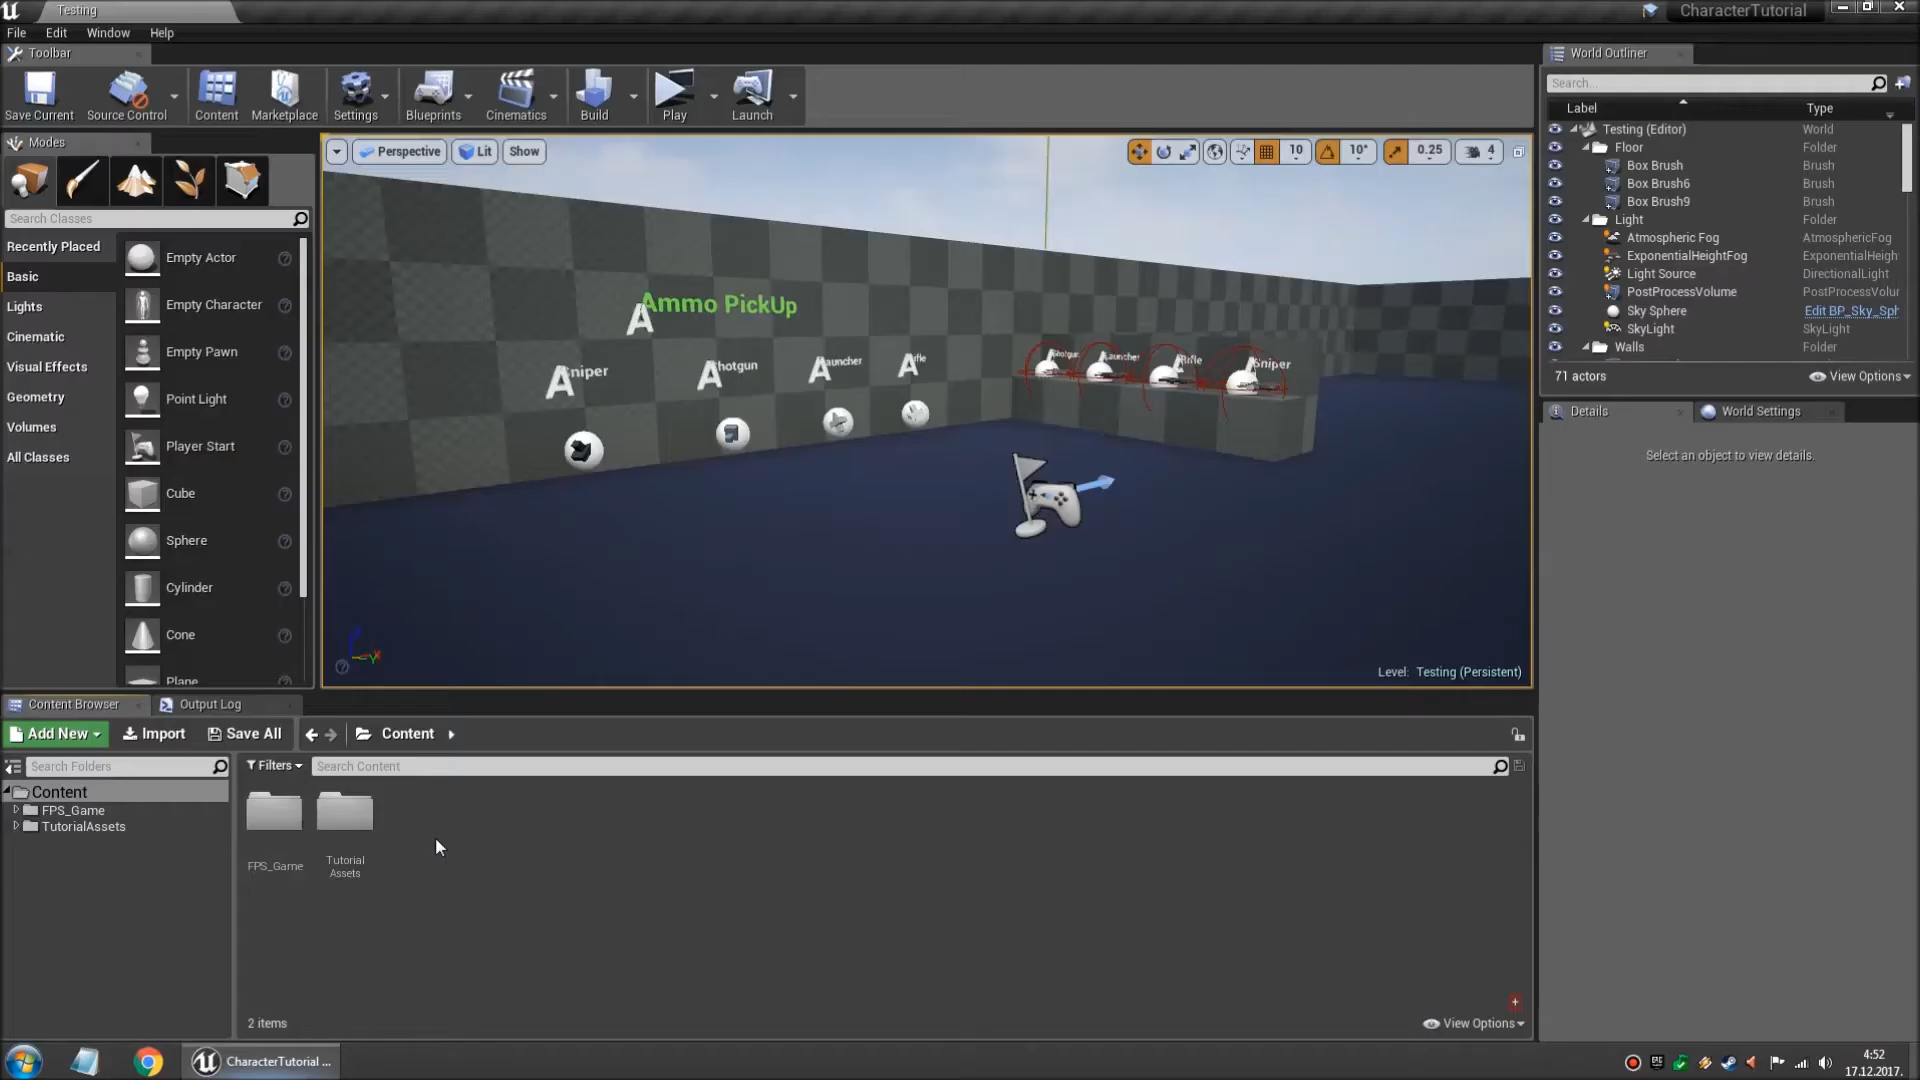 Testing
CharacterTutorial
File Edit Window Help
Toolbar
Save Current
Source Control
Content
Marketplace
Settings
Blueprints
Cinematics
Build
Play
Launch
Modes
Search Classes
Recently Placed
Basic
Lights
Cinematic
Visual Effects
Geometry
Volumes
All Classes
Empty Actor
Empty Character
Empty Pawn
Point Light
Player Start
Cube
Sphere
Cylinder
Cone
Plane
Perspective
Lit
Show
10
10°
0.25
4
Ammo PickUp
A
Sniper
A
Shotgun
A
Launcher
A
Rifle
A
Shotgun
Launcher
Rifle
Sniper
Level: Testing (Persistent)
World Outliner
Search...
Label Type
Testing (Editor) World
Floor Folder
Box Brush Brush
Box Brush6 Brush
Box Brush9 Brush
Light Folder
Atmospheric Fog AtmosphericFog
ExponentialHeightFog ExponentialHeigh
Light Source DirectionalLight
PostProcessVolume PostProcessVolur
Sky Sphere Edit BP_Sky_Sph
SkyLight SkyLight
Walls Folder
71 actors
View Options
Details
World Settings
Select an object to view details.
Content Browser
Output Log
Add New
Import
Save All
Content
Search Folders
Filters
Search Content
Content
FPS_Game
TutorialAssets
FPS_Game
Tutorial
Assets
2 items
View Options
CharacterTutorial ...
4:52
17.12.2017.